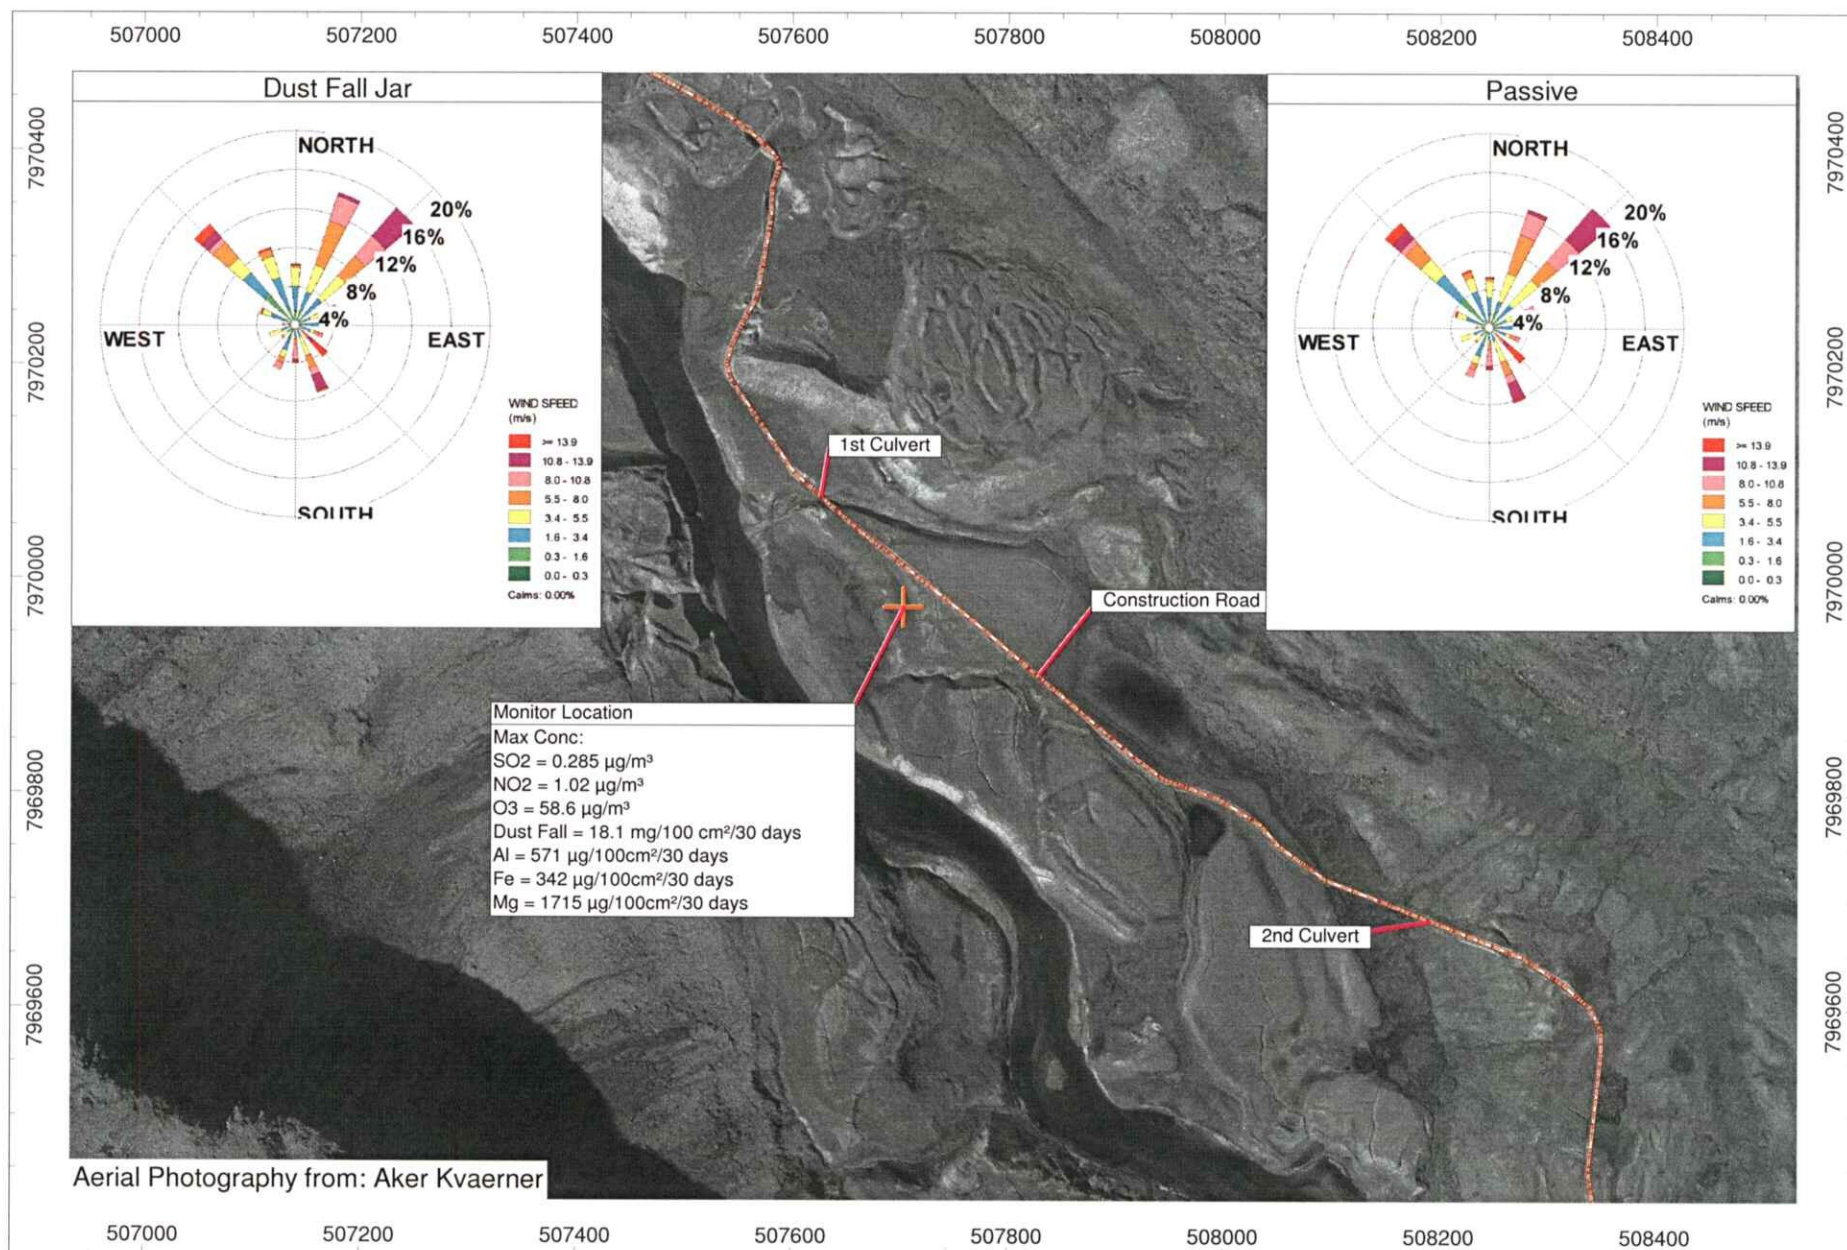 507000 507200 507400 507600 507800 508000 508200 508400
7970400
7970200
7970000
7969800
7969600
Dust Fall Jar
NORTH
20%
16%
12%
8%
4%
WEST
EAST
SOUTH
WIND SPEED
(m/s)
>= 13.9
10.8 - 13.9
8.0 - 10.8
5.5 - 8.0
3.4 - 5.5
1.6 - 3.4
0.3 - 1.6
0.0 - 0.3
Calms: 0.00%
Passive
NORTH
20%
16%
12%
8%
4%
WEST
EAST
SOUTH
WIND SPEED
(m/s)
>= 13.9
10.8 - 13.9
8.0 - 10.8
5.5 - 8.0
3.4 - 5.5
1.6 - 3.4
0.3 - 1.6
0.0 - 0.3
Calms: 0.00%
7970400
7970200
7970000
7969800
7969600
1st Culvert
Construction Road
Monitor Location
Max Conc:
SO2 = 0.285 µg/m³
NO2 = 1.02 µg/m³
O3 = 58.6 µg/m³
Dust Fall = 18.1 mg/100 cm²/30 days
Al = 571 µg/100cm²/30 days
Fe = 342 µg/100cm²/30 days
Mg = 1715 µg/100cm²/30 days
2nd Culvert
Aerial Photography from: Aker Kvaerner
507000 507200 507400 507600 507800 508000 508200 508400